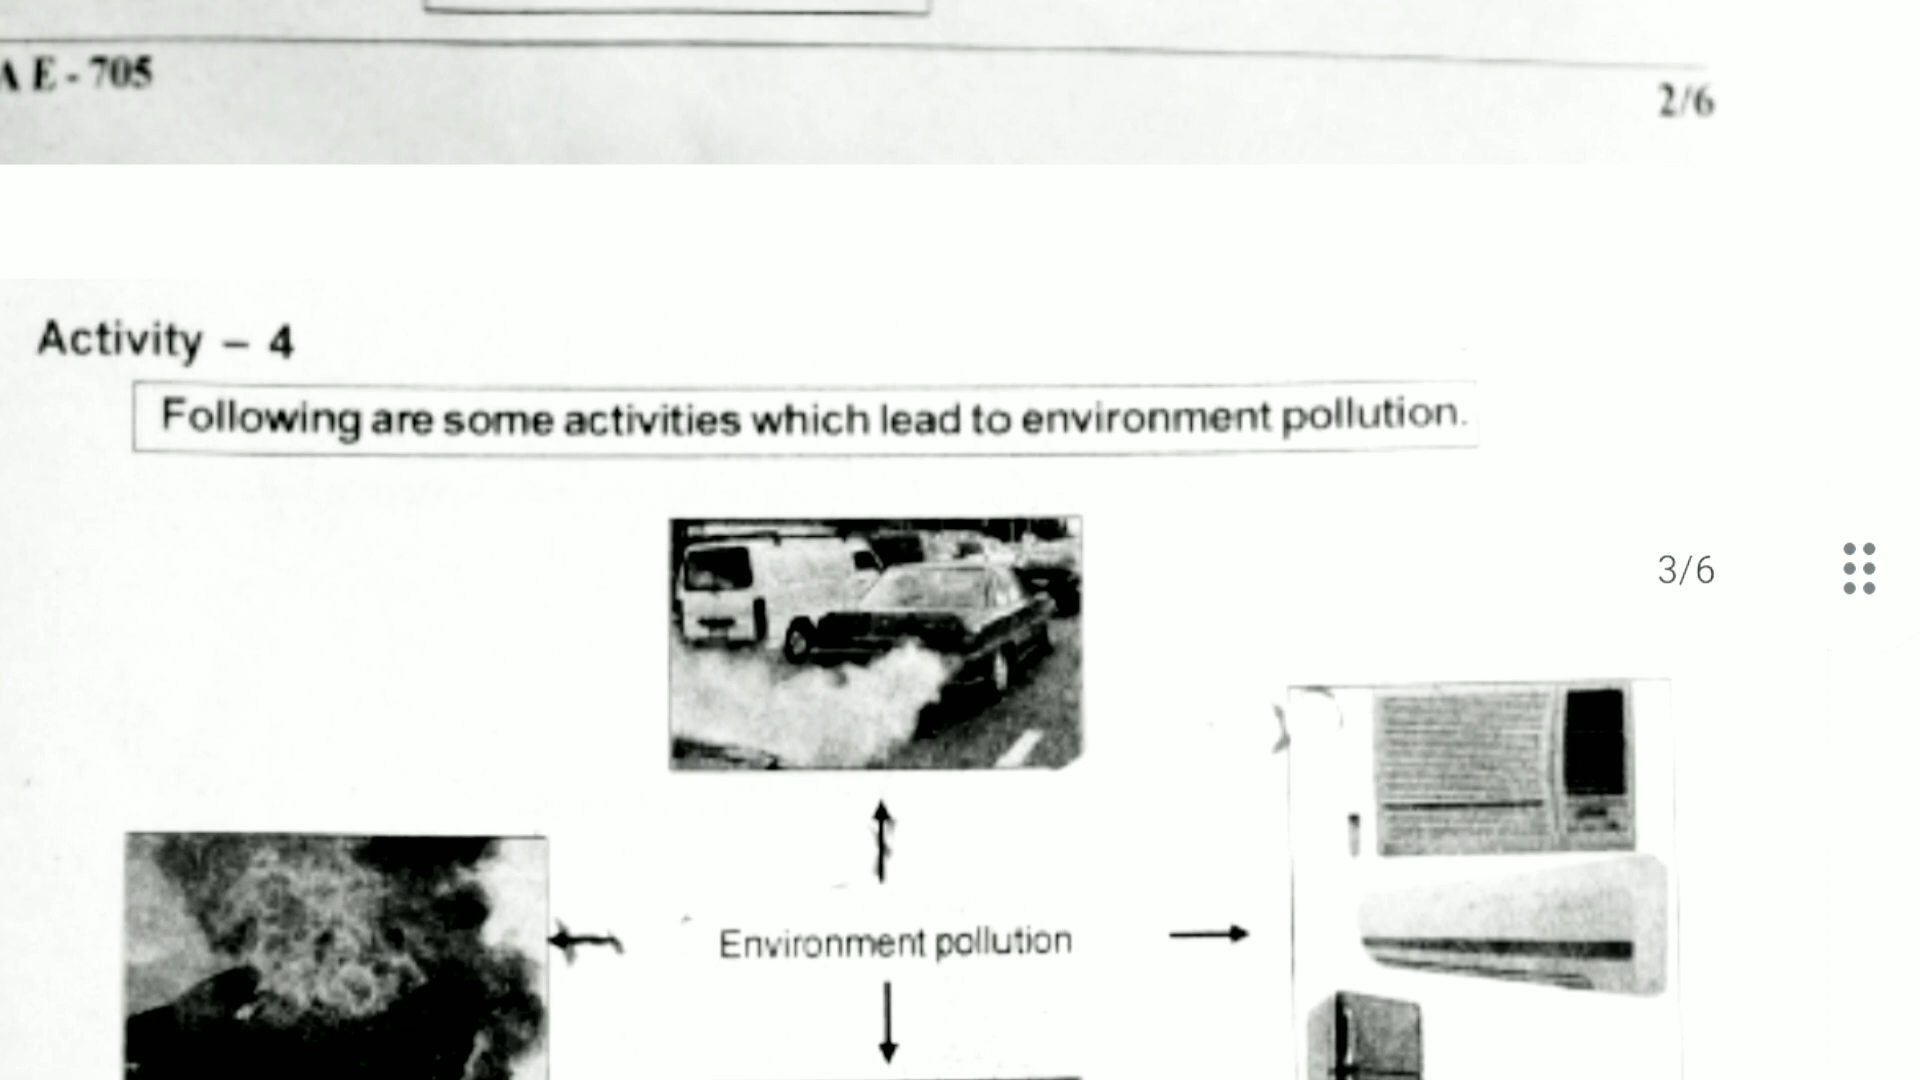 A E - 705
2/6
Activity – 4
Following are some activities which lead to environment pollution.
3/6
Environment pollution